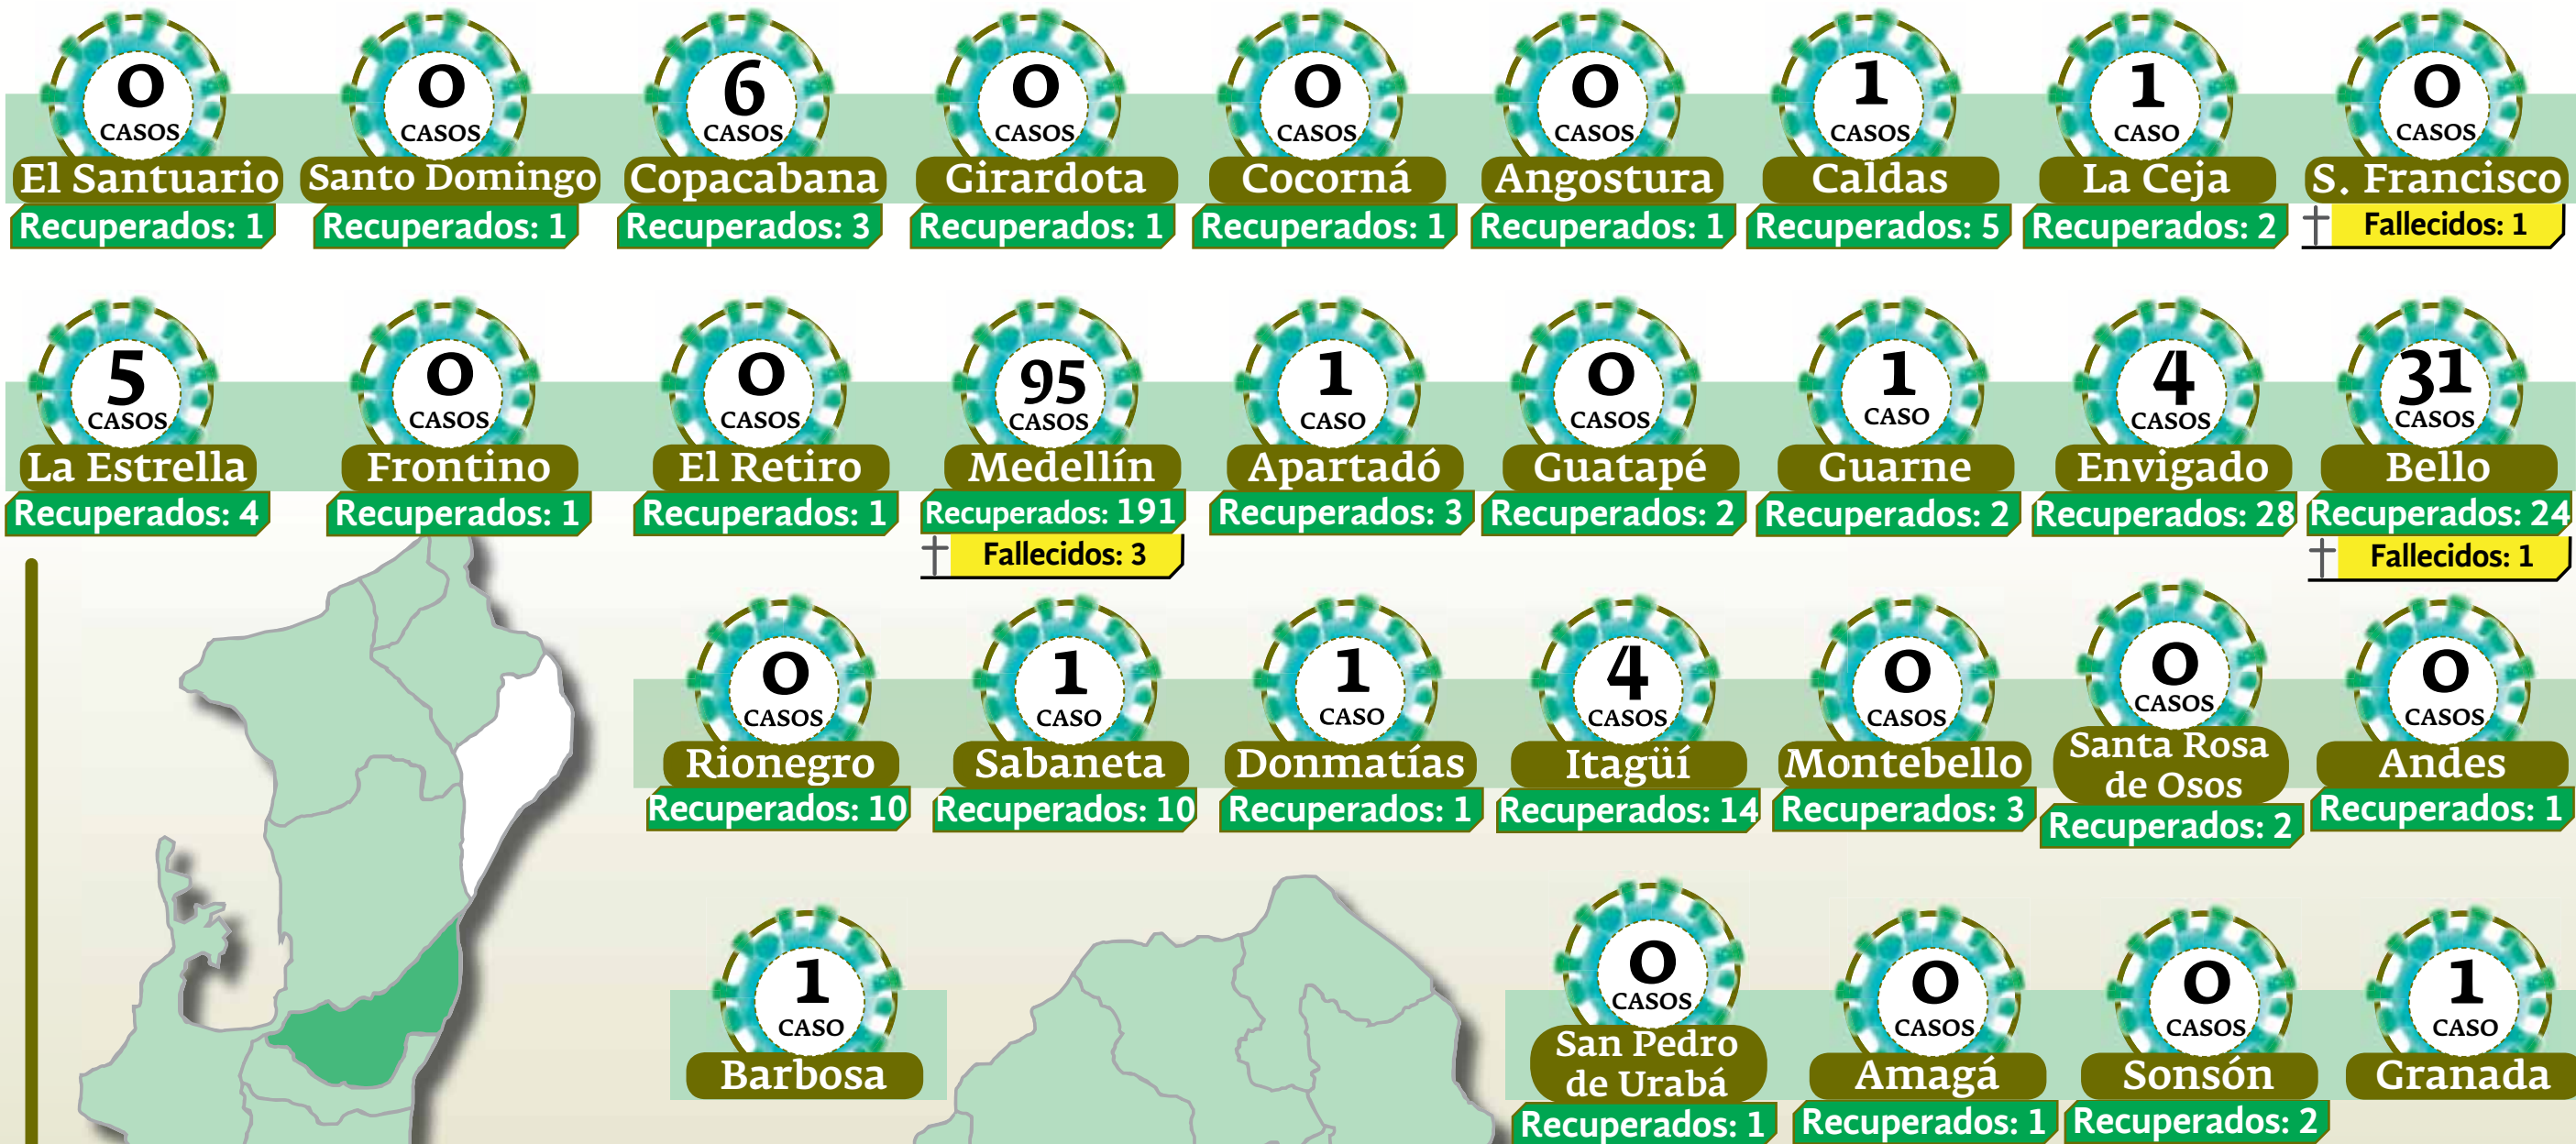 0
CASOS
El Santuario
Recuperados: 1
0
CASOS
Santo Domingo
Recuperados: 1
6
CASOS
Copacabana
Recuperados: 3
0
CASOS
Girardota
Recuperados: 1
0
CASOS
Cocorná
Recuperados: 1
0
CASOS
Angostura
Recuperados: 1
1
CASOS
Caldas
Recuperados: 5
1
CASO
La Ceja
Recuperados: 2
0
CASOS
S. Francisco
Fallecidos: 1
5
CASOS
La Estrella
Recuperados: 4
0
CASOS
Frontino
Recuperados: 1
0
CASOS
El Retiro
Recuperados: 1
95
CASOS
Medellín
Recuperados: 191
Fallecidos: 3
1
CASO
Apartadó
Recuperados: 3
0
CASOS
Guatapé
Recuperados: 2
1
CASO
Guarne
Recuperados: 2
4
CASOS
Envigado
Recuperados: 28
31
CASOS
Bello
Recuperados: 24
Fallecidos: 1
0
CASOS
Rionegro
Recuperados: 10
1
CASO
Sabaneta
Recuperados: 10
1
CASO
Donmatías
Recuperados: 1
4
CASOS
Itagüí
Recuperados: 14
0
CASOS
Montebello
Recuperados: 3
0
CASOS
Santa Rosa
de Osos
Recuperados: 2
0
CASOS
Andes
Recuperados: 1
1
CASO
Barbosa
0
CASOS
San Pedro
de Urabá
Recuperados: 1
0
CASOS
Amagá
Recuperados: 1
0
CASOS
Sonsón
Recuperados: 2
1
CASO
Granada